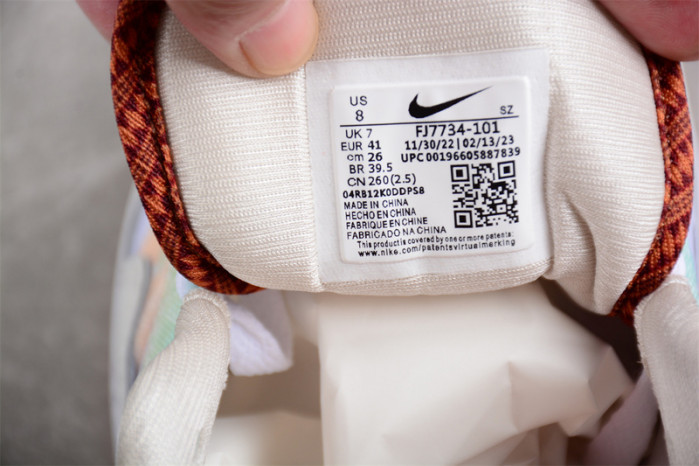 US
8
SZ
UK 7
FJ7734-101
EUR 41
11/30/22 | 02/13/23
cm 26
UPC 00196605887839
BR 39.5
CN 260(2.5)
04RB12K0DDPS8
MADE IN CHINA
HECHO EN CHINA
FABRIQUE EN CHINE
FABRICADO NA CHINA
This product is covered by one or more patents:
www.nike.com/patentsvirtualmarking